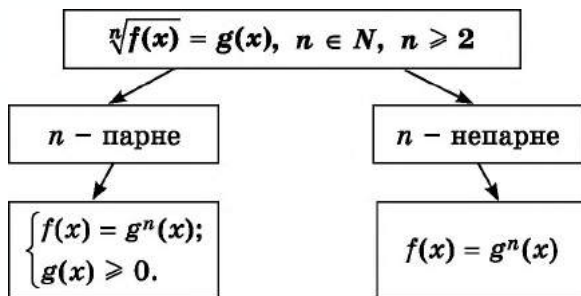 ⁿ√f(x) = g(x), n ∈ N, n ⩾ 2
n – парне
n – непарне
{f(x) = gⁿ(x);
g(x) ⩾ 0.
f(x) = gⁿ(x)